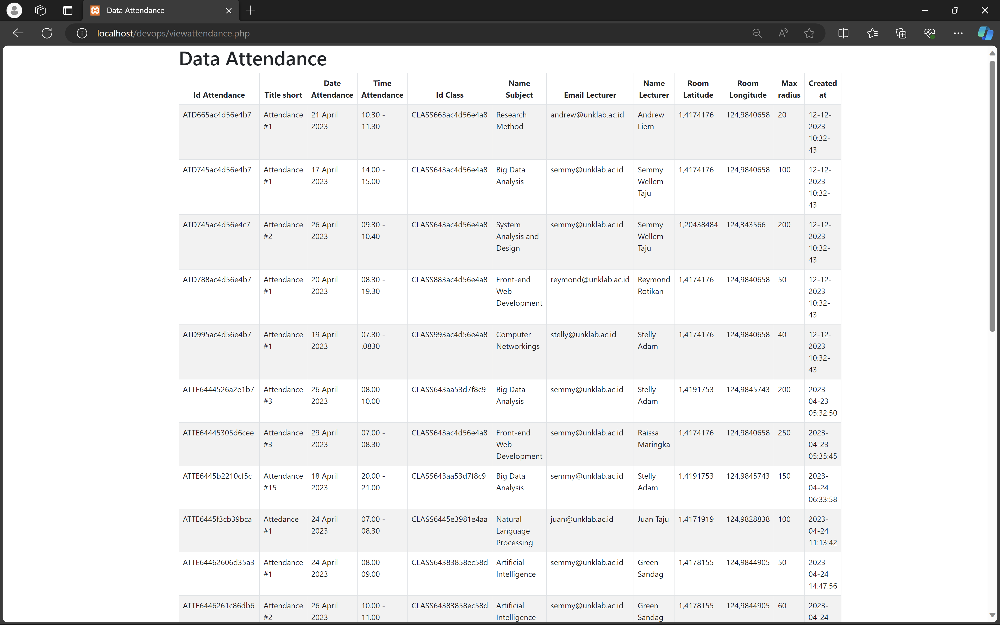 Data Attendance
localhost/devops/viewattendance.php
Data Attendance
Id Attendance Title short Date Attendance Time Attendance Id Class Name Subject Email Lecturer Name Lecturer Room Latitude Room Longitude Max radius Created at
ATD665ac4d56e4b7 Attendance #1 21 April 2023 10.30 - 11.30 CLASS663ac4d56e4a8 Research Method andrew@unklab.ac.id Andrew Liem 1,4174176 124,9840658 20 12-12-2023 10:32-43
ATD745ac4d56e4b7 Attendance #1 17 April 2023 14.00 - 15.00 CLASS643ac4d56e4a8 Big Data Analysis semmy@unklab.ac.id Semmy Wellem Taju 1,4174176 124,9840658 100 12-12-2023 10:32-43
ATD745ac4d56e4c7 Attendance #2 26 April 2023 09.30 - 10.40 CLASS643ac4d56e4a8 System Analysis and Design semmy@unklab.ac.id Semmy Wellem Taju 1,20438484 124,343566 200 12-12-2023 10:32-43
ATD788ac4d56e4b7 Attendance #1 20 April 2023 08.30 - 19.30 CLASS883ac4d56e4a8 Front-end Web Development reymond@unklab.ac.id Reymond Rotikan 1,4174176 124,9840658 50 12-12-2023 10:32-43
ATD995ac4d56e4b7 Attendance #1 19 April 2023 07.30 - .0830 CLASS993ac4d56e4a8 Computer Networkings stelly@unklab.ac.id Stelly Adam 1,4174176 124,9840658 40 12-12-2023 10:32-43
ATTE6444526a2e1b7 Attendance #3 26 April 2023 08.00 - 10.00 CLASS643aa53d7f8c9 Big Data Analysis semmy@unklab.ac.id Stelly Adam 1,4191753 124,9845743 200 2023-04-23 05:32:50
ATTE64445305d6cee Attendance #3 29 April 2023 07.00 - 08.30 CLASS643ac4d56e4a8 Front-end Web Development semmy@unklab.ac.id Raissa Maringka 1,4174176 124,9840658 250 2023-04-23 05:35:45
ATTE6445b2210cf5c Attendance #15 18 April 2023 20.00 - 21.00 CLASS643aa53d7f8c9 Big Data Analysis semmy@unklab.ac.id Stelly Adam 1,4191753 124,9845743 150 2023-04-24 06:33:58
ATTE6445f3cb39bca Attedance #1 24 April 2023 07.00 - 08.30 CLASS6445e3981e4aa Natural Language Processing juan@unklab.ac.id Juan Taju 1,4171919 124,9828838 100 2023-04-24 11:13:42
ATTE64462606d35a3 Attendance #1 24 April 2023 08.00 - 09.00 CLASS64383858ec58d Artificial Intelligence semmy@unklab.ac.id Green Sandag 1,4178155 124,9844905 50 2023-04-24 14:47:56
ATTE6446261c86db6 Attendance #2 26 April 2023 10.00 - 11.00 CLASS64383858ec58d Artificial Intelligence semmy@unklab.ac.id Green Sandag 1,4178155 124,9844905 60 2023-04-24